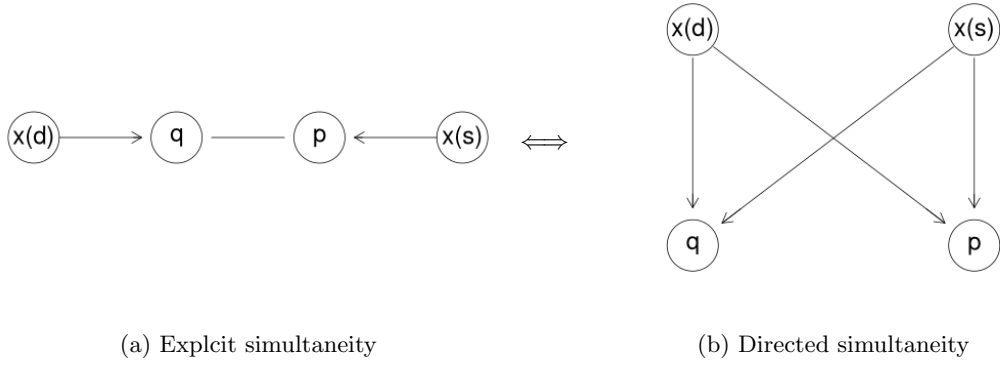 x(d) q p x(s)
⟺
x(d) x(s)
q p
(a) Explcit simultaneity
(b) Directed simultaneity